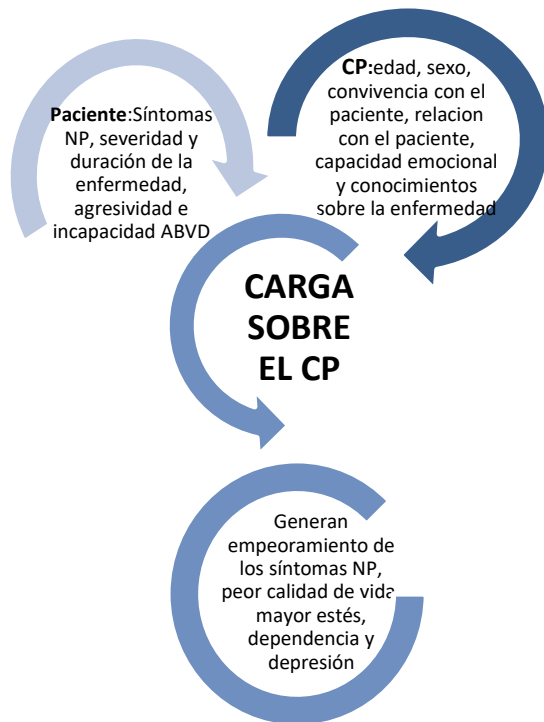 Paciente:Síntomas
NP, severidad y
duración de la
enfermedad,
agresividad e
incapacidad ABVD
CP:edad, sexo,
convivencia con el
paciente, relacion
con el paciente,
capacidad emocional
y conocimientos
sobre la enfermedad
CARGA
SOBRE
EL CP
Generan
empeoramiento de
los síntomas NP,
peor calidad de vida
mayor estés,
dependencia y
depresión